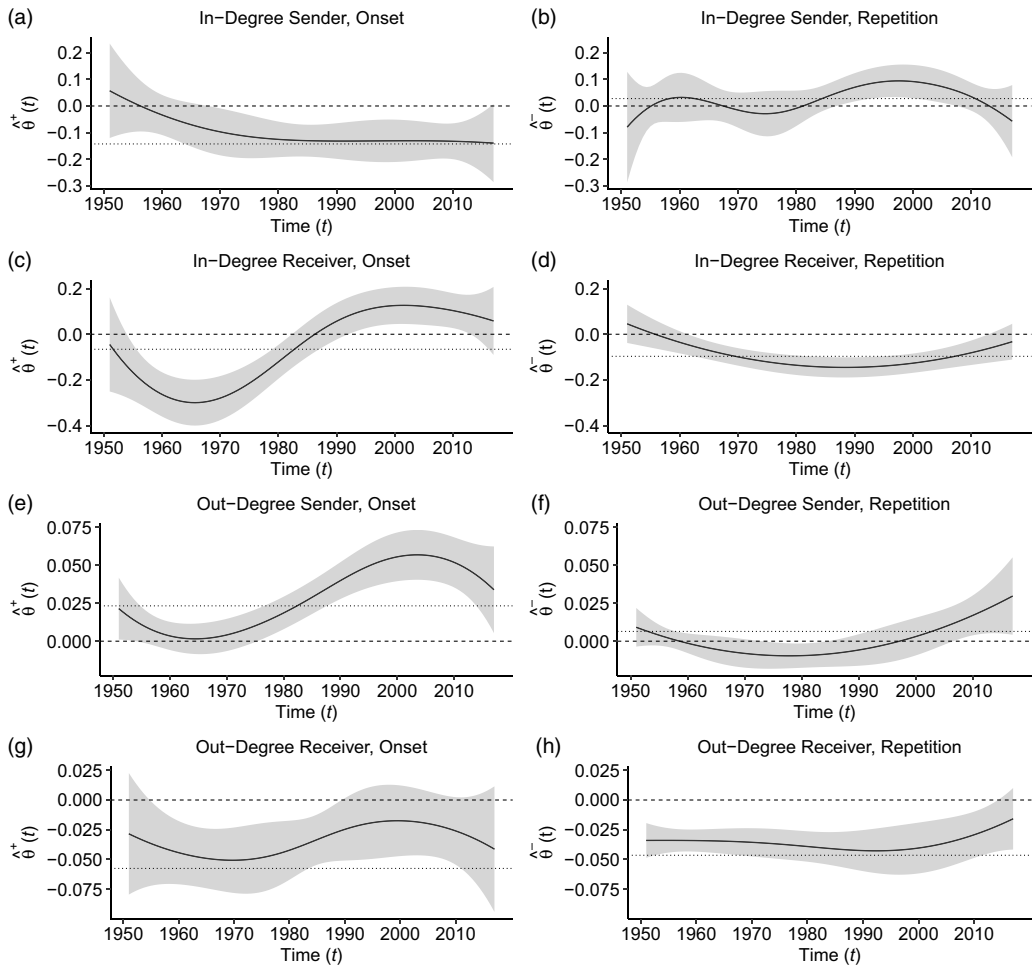 (a) In−Degree Sender, Onset
θ̂⁺ (t)
0.2
0.1
0.0
−0.1
−0.2
−0.3
1950 1960 1970 1980 1990 2000 2010
Time (t)
(b) In−Degree Sender, Repetition
θ̂⁻ (t)
0.2
0.1
0.0
−0.1
−0.2
−0.3
1950 1960 1970 1980 1990 2000 2010
Time (t)
(c) In−Degree Receiver, Onset
θ̂⁺ (t)
0.2
0.0
−0.2
−0.4
1950 1960 1970 1980 1990 2000 2010
Time (t)
(d) In−Degree Receiver, Repetition
θ̂⁻ (t)
0.2
0.0
−0.2
−0.4
1950 1960 1970 1980 1990 2000 2010
Time (t)
(e) Out−Degree Sender, Onset
θ̂⁺ (t)
0.075
0.050
0.025
0.000
1950 1960 1970 1980 1990 2000 2010
Time (t)
(f) Out−Degree Sender, Repetition
θ̂⁻ (t)
0.075
0.050
0.025
0.000
1950 1960 1970 1980 1990 2000 2010
Time (t)
(g) Out−Degree Receiver, Onset
θ̂⁺ (t)
0.025
0.000
−0.025
−0.050
−0.075
1950 1960 1970 1980 1990 2000 2010
Time (t)
(h) Out−Degree Receiver, Repetition
θ̂⁻ (t)
0.025
0.000
−0.025
−0.050
−0.075
1950 1960 1970 1980 1990 2000 2010
Time (t)